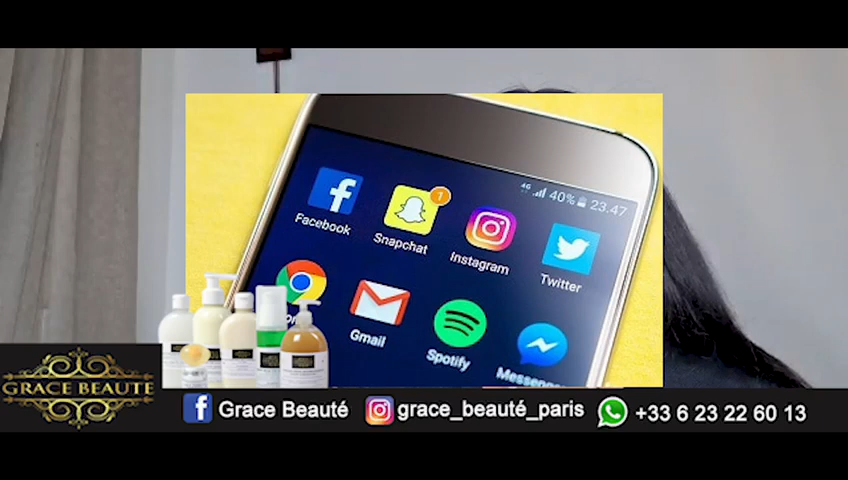 4G 40% 23.47
1
Facebook
Snapchat
Instagram
Twitter
Gmail
Spotify
GRACE BEAUTE
Grace Beauté
grace_beauté_paris
+33 6 23 22 60 13